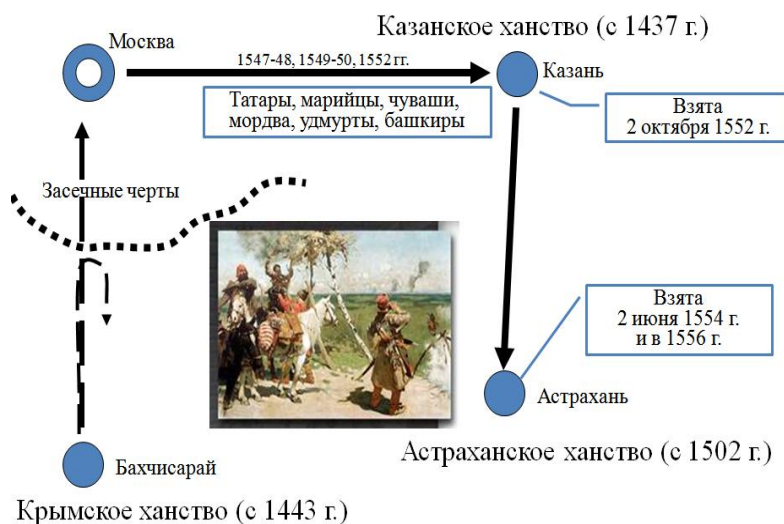 Казанское ханство (с 1437 г.)
Москва
1547-48, 1549-50, 1552 гг.
Казань
Татары, марийцы, чуваши,
мордва, удмурты, башкиры
Взята
2 октября 1552 г.
Засечные черты
Взята
2 июня 1554 г.
и в 1556 г.
Астрахань
Астраханское ханство (с 1502 г.)
Бахчисарай
Крымское ханство (с 1443 г.)